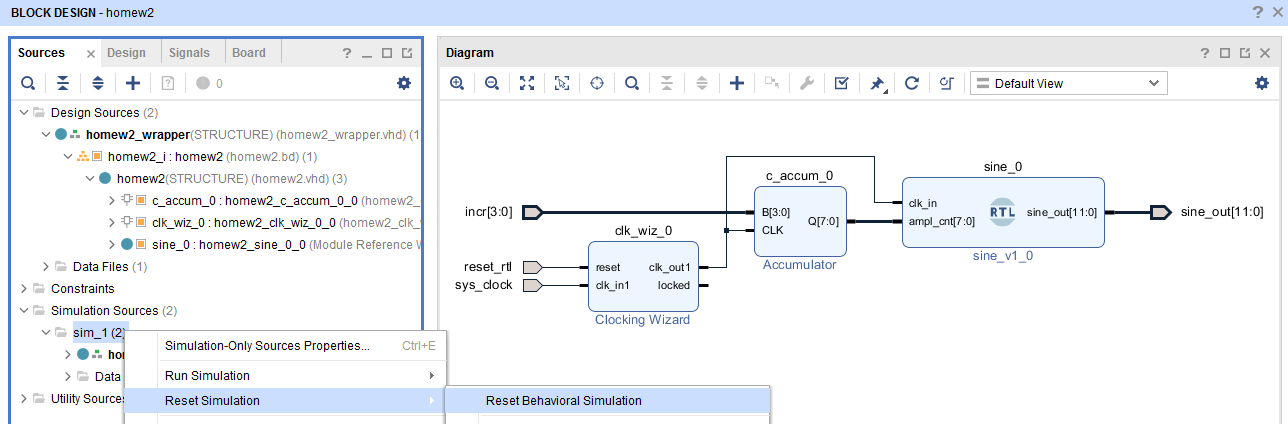 BLOCK DESIGN - homew2
Sources
Design
Signals
Board
0
Design Sources (2)
homew2_wrapper(STRUCTURE) (homew2_wrapper.vhd) (1
homew2_i : homew2 (homew2.bd) (1)
homew2(STRUCTURE) (homew2.vhd) (3)
c_accum_0 : homew2_c_accum_0_0 (homew2_
clk_wiz_0 : homew2_clk_wiz_0_0 (homew2_clk_
sine_0 : homew2_sine_0_0 (Module Reference W
Data Files (1)
Constraints
Simulation Sources (2)
sim_1 (2)
hom
Data
Utility Sources
Simulation-Only Sources Properties... Ctrl+E
Run Simulation
Reset Simulation
Reset Behavioral Simulation
Diagram
Default View
incr[3:0]
reset_rtl
sys_clock
clk_wiz_0
reset
clk_in1
clk_out1
locked
Clocking Wizard
c_accum_0
B[3:0]
CLK
Q[7:0]
Accumulator
sine_0
clk_in
ampl_cnt[7:0]
RTL
sine_out[11:0]
sine_v1_0
sine_out[11:0]